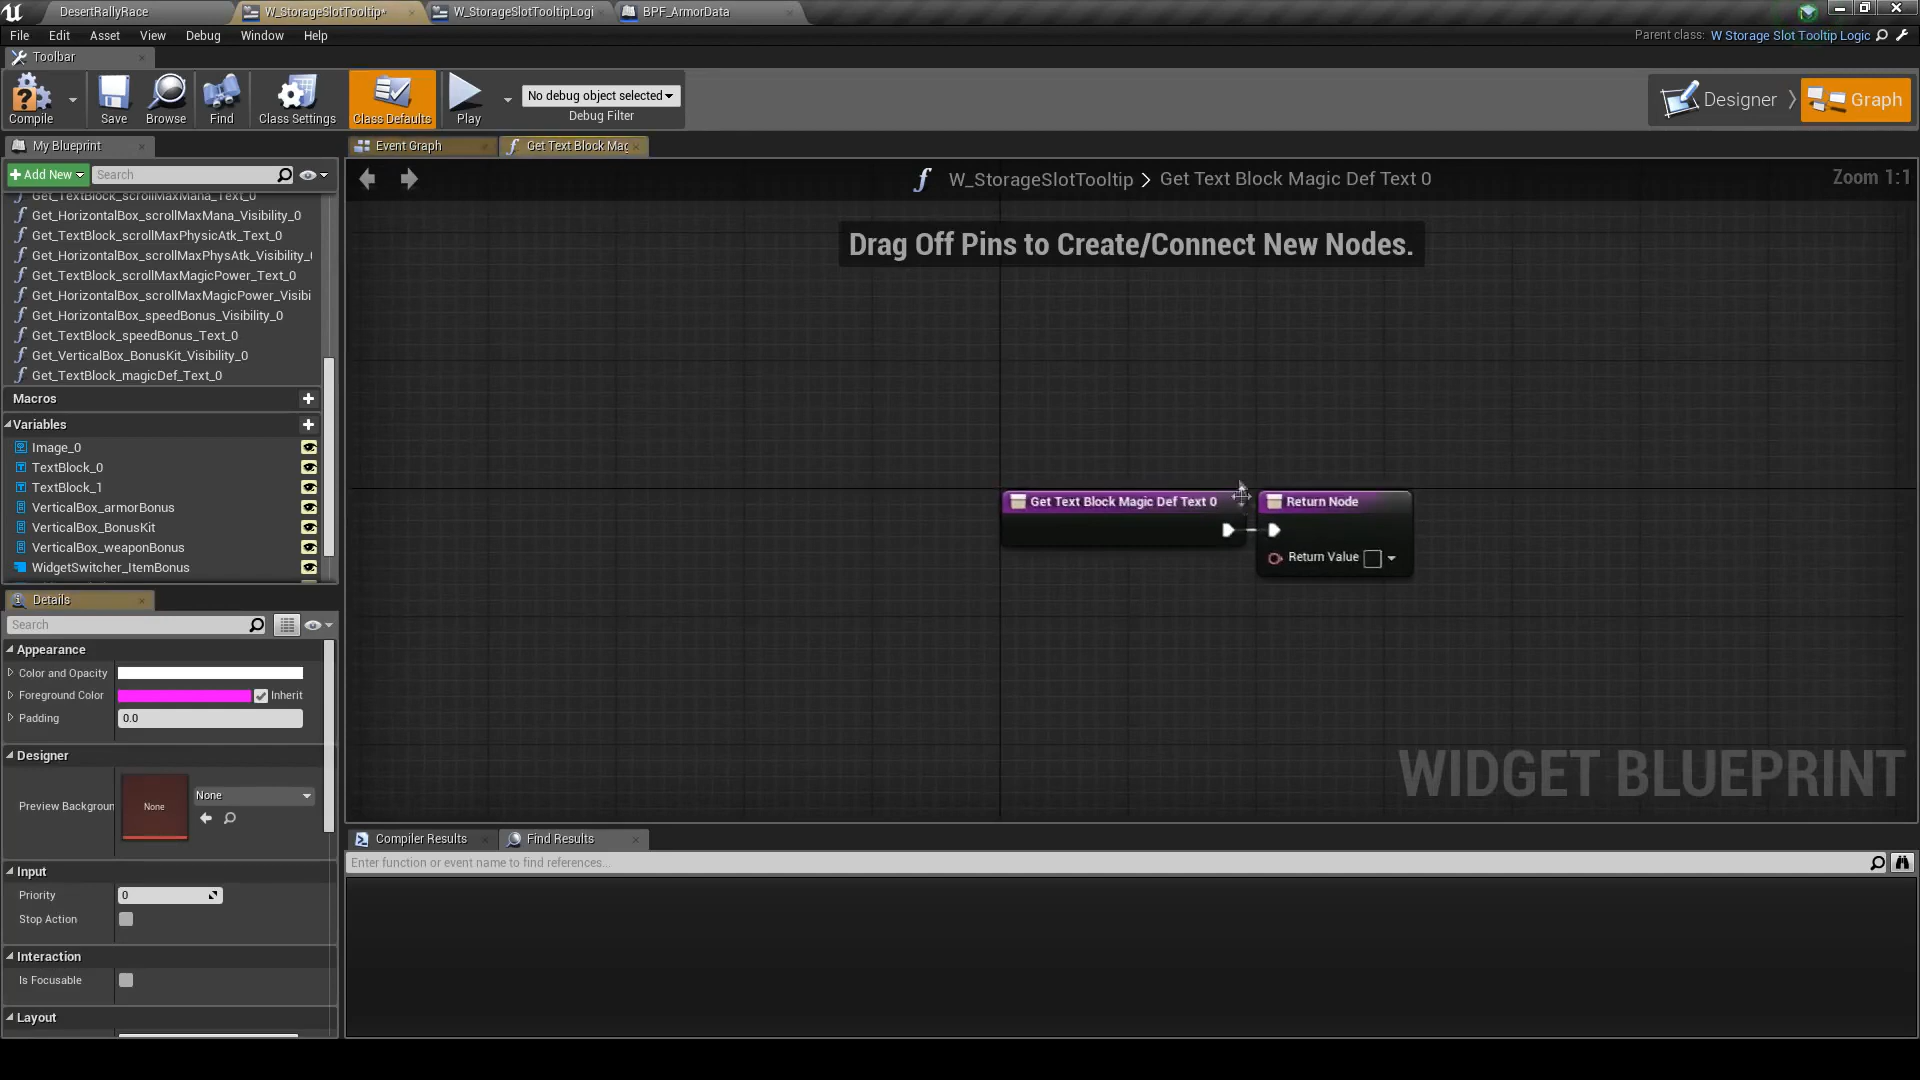 DesertRallyRace
W_StorageSlotTooltip*
W_StorageSlotTooltipLogi
BPF_ArmorData
File Edit Asset View Debug Window Help
Parent class: W Storage Slot Tooltip Logic
Toolbar
Compile
Save
Browse
Find
Class Settings
Class Defaults
Play
No debug object selected
Debug Filter
Designer
Graph
My Blueprint
Event Graph
Get Text Block Mag
Add New
Search
W_StorageSlotTooltip > Get Text Block Magic Def Text 0
Zoom 1:1
Get_TextBlock_scrollMaxMana_Text_0
Get_HorizontalBox_scrollMaxMana_Visibility_0
Get_TextBlock_scrollMaxPhysicAtk_Text_0
Get_HorizontalBox_scrollMaxPhysAtk_Visibility_(
Get_TextBlock_scrollMaxMagicPower_Text_0
Get_HorizontalBox_scrollMaxMagicPower_Visibi
Get_HorizontalBox_speedBonus_Visibility_0
Get_TextBlock_speedBonus_Text_0
Get_VerticalBox_BonusKit_Visibility_0
Get_TextBlock_magicDef_Text_0
Macros
Variables
Image_0
TextBlock_0
TextBlock_1
VerticalBox_armorBonus
VerticalBox_BonusKit
VerticalBox_weaponBonus
WidgetSwitcher_ItemBonus
Drag Off Pins to Create/Connect New Nodes.
Get Text Block Magic Def Text 0
Return Node
Return Value
WIDGET BLUEPRINT
Details
Search
Appearance
Color and Opacity
Foreground Color
Inherit
Padding
0.0
Designer
Preview Backgroun
None
None
Input
Priority
0
Stop Action
Interaction
Is Focusable
Layout
Compiler Results
Find Results
Enter function or event name to find references...